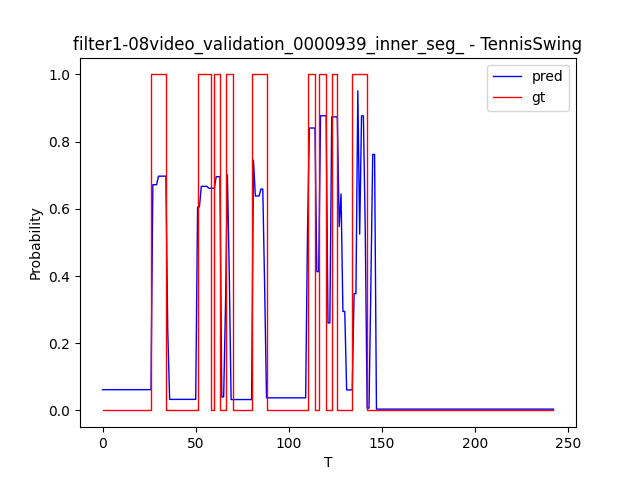 filter1-08video_validation_0000939_inner_seg_ - TennisSwing
pred
gt
1.0
0.8
0.6
0.4
0.2
0.0
Probability
0
50
100
150
200
250
T